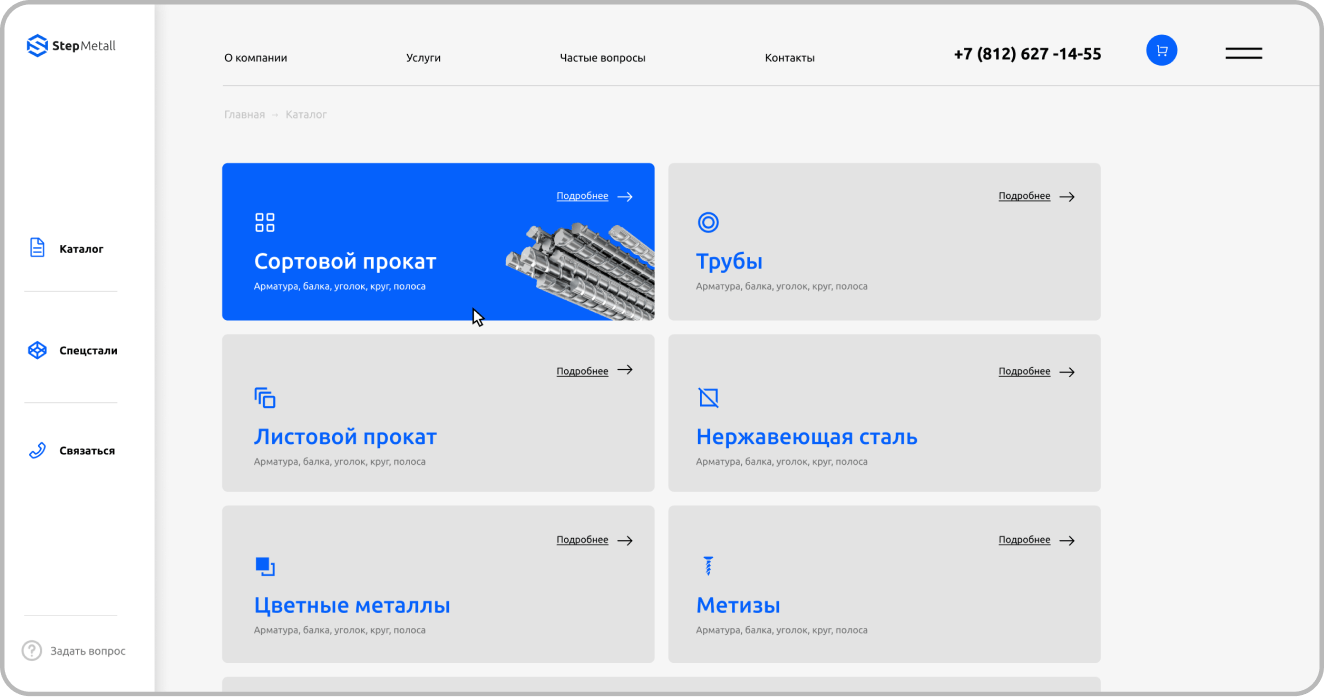 StepMetall
О компании
Услуги
Частые вопросы
Контакты
+7 (812) 627 -14-55
Главная → Каталог
Каталог
Спецстали
Связаться
? Задать вопрос
Подробнее →
Сортовой прокат
Арматура, балка, уголок, круг, полоса
Подробнее →
Трубы
Арматура, балка, уголок, круг, полоса
Подробнее →
Листовой прокат
Арматура, балка, уголок, круг, полоса
Подробнее →
Нержавеющая сталь
Арматура, балка, уголок, круг, полоса
Подробнее →
Цветные металлы
Арматура, балка, уголок, круг, полоса
Подробнее →
Метизы
Арматура, балка, уголок, круг, полоса